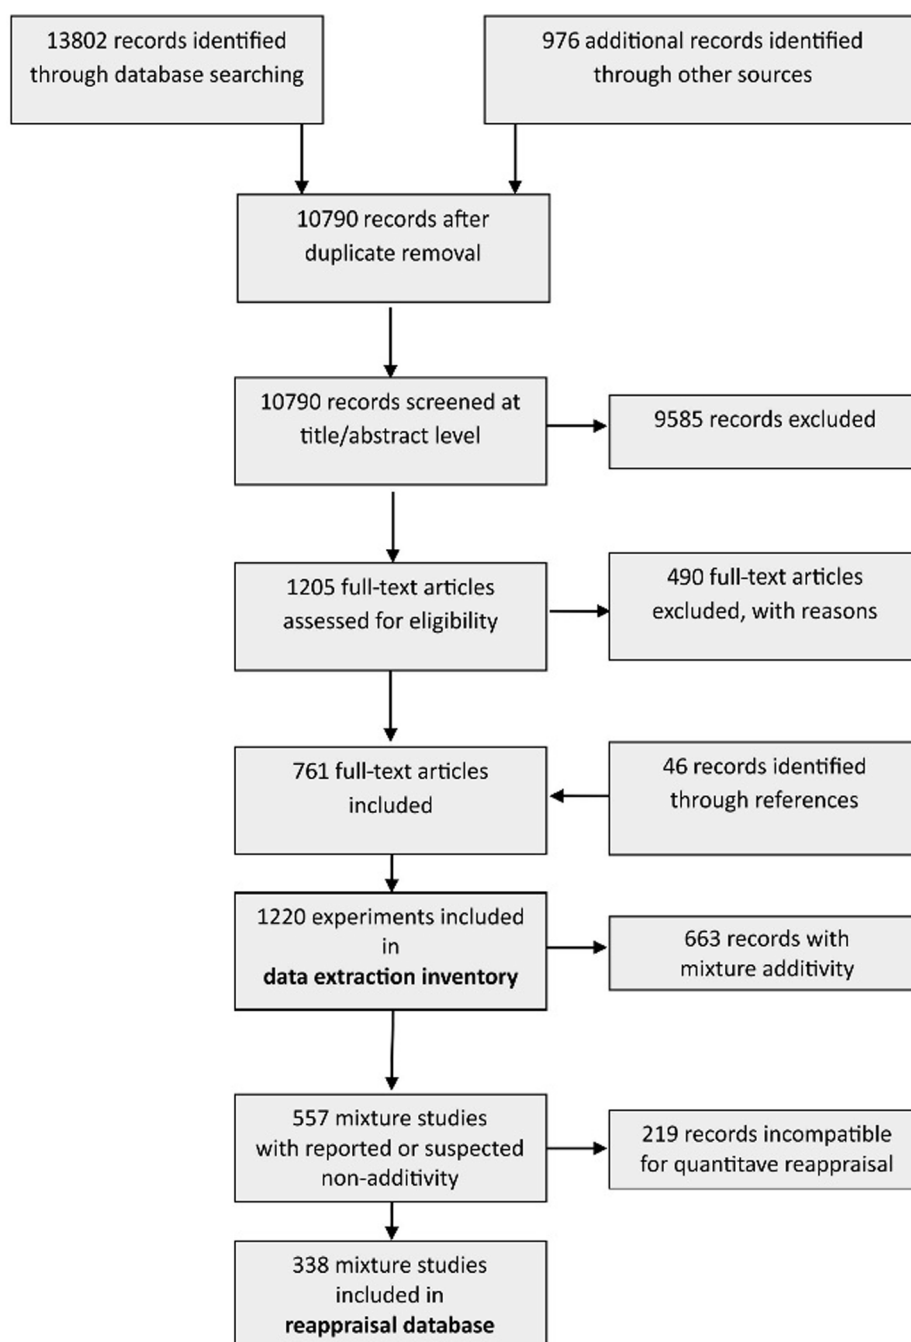 13802 records identified
through database searching
976 additional records identified
through other sources
10790 records after
duplicate removal
10790 records screened at
title/abstract level
9585 records excluded
1205 full-text articles
assessed for eligibility
490 full-text articles
excluded, with reasons
761 full-text articles
included
46 records identified
through references
1220 experiments included
in
data extraction inventory
663 records with
mixture additivity
557 mixture studies
with reported or suspected
non-additivity
219 records incompatible
for quantitave reappraisal
338 mixture studies
included in
reappraisal database